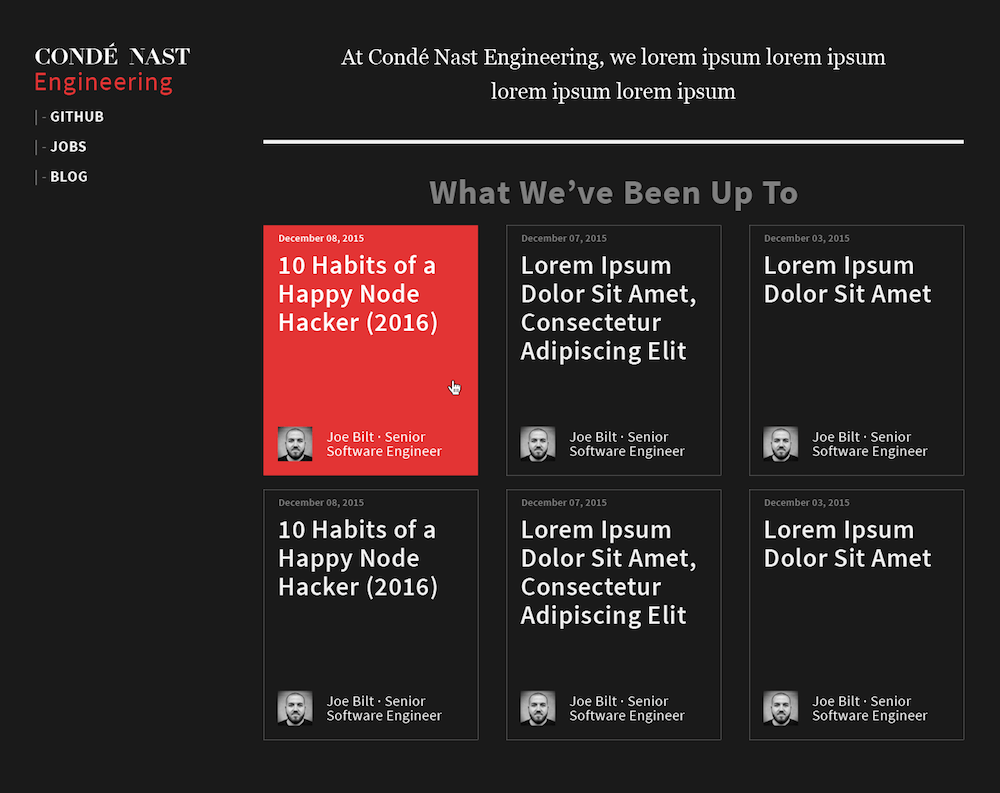 CONDÉ NAST
Engineering
|- GITHUB
|- JOBS
|- BLOG
At Condé Nast Engineering, we lorem ipsum lorem ipsum
lorem ipsum lorem ipsum
What We’ve Been Up To
December 08, 2015
10 Habits of a
Happy Node
Hacker (2016)
Joe Bilt · Senior
Software Engineer
December 07, 2015
Lorem Ipsum
Dolor Sit Amet,
Consectetur
Adipiscing Elit
Joe Bilt · Senior
Software Engineer
December 03, 2015
Lorem Ipsum
Dolor Sit Amet
Joe Bilt · Senior
Software Engineer
December 08, 2015
10 Habits of a
Happy Node
Hacker (2016)
Joe Bilt · Senior
Software Engineer
December 07, 2015
Lorem Ipsum
Dolor Sit Amet,
Consectetur
Adipiscing Elit
Joe Bilt · Senior
Software Engineer
December 03, 2015
Lorem Ipsum
Dolor Sit Amet
Joe Bilt · Senior
Software Engineer